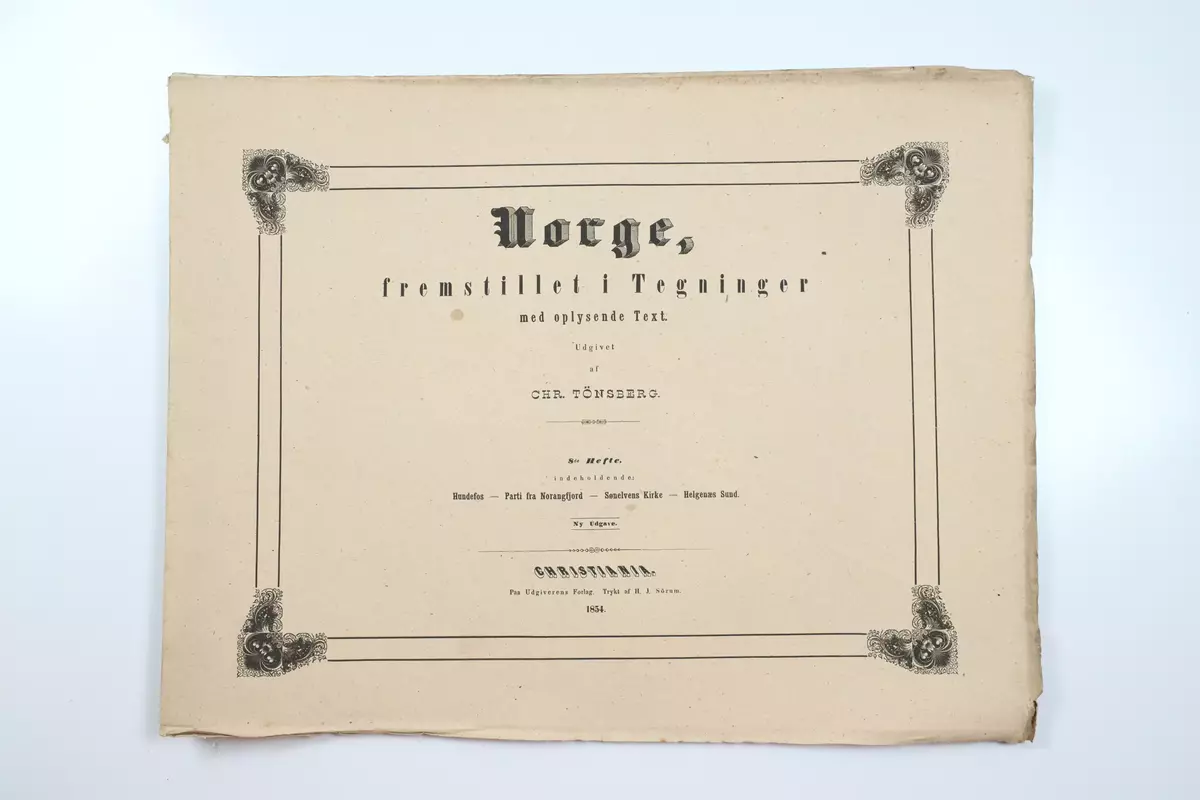 Norge,
fremstillet i Tegninger
med oplysende Text.
Udgivet
af
CHR. TÖNSBERG.
8de Hefte,
indeholdende:
Hundefos — Parti fra Norangfjord — Sønelvens Kirke — Helgenæs Sund.
Ny Udgave.
CHRISTIANIA.
Paa Udgiverens Forlag. Trykt af H. J. Sörum.
1854.